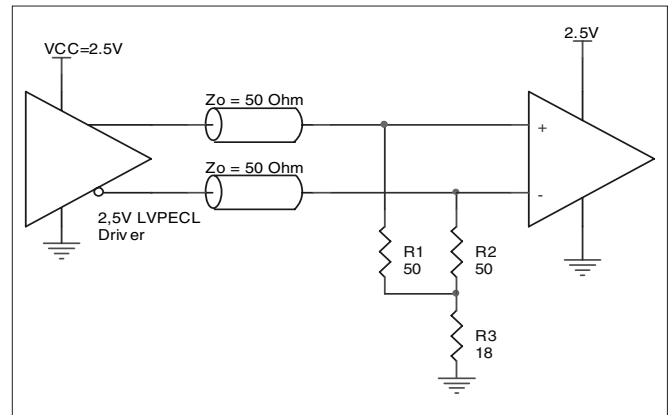 VCC=2.5V
2.5V
Zo = 50 Ohm
+
Zo = 50 Ohm
-
2,5V LVPECL
Driv er
R1
50
R2
50
R3
18